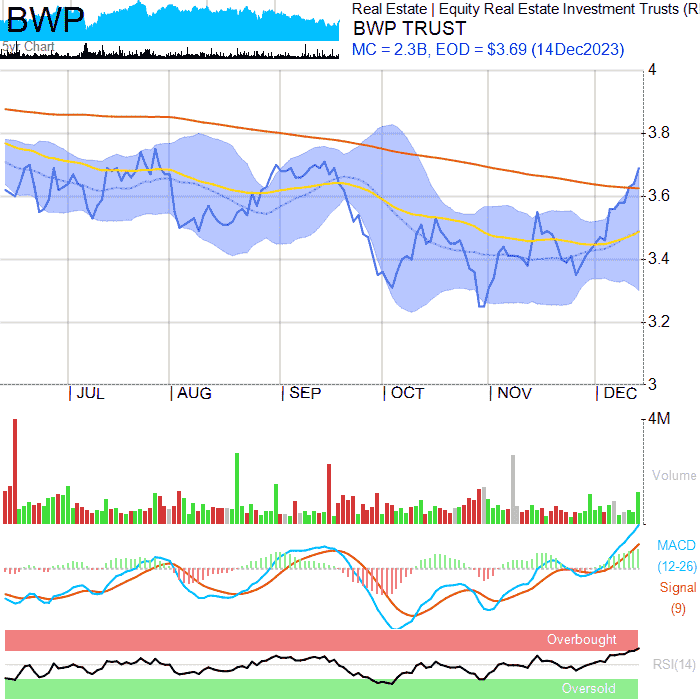 BWP
5yr Chart
Real Estate | Equity Real Estate Investment Trusts (R
BWP TRUST
MC = 2.3B, EOD = $3.69 (14Dec2023)
4
3.8
3.6
3.4
3.2
3
JUL
AUG
SEP
OCT
NOV
DEC
4M
Volume
MACD
(12-26)
Signal
(9)
Overbought
RSI(14)
Oversold